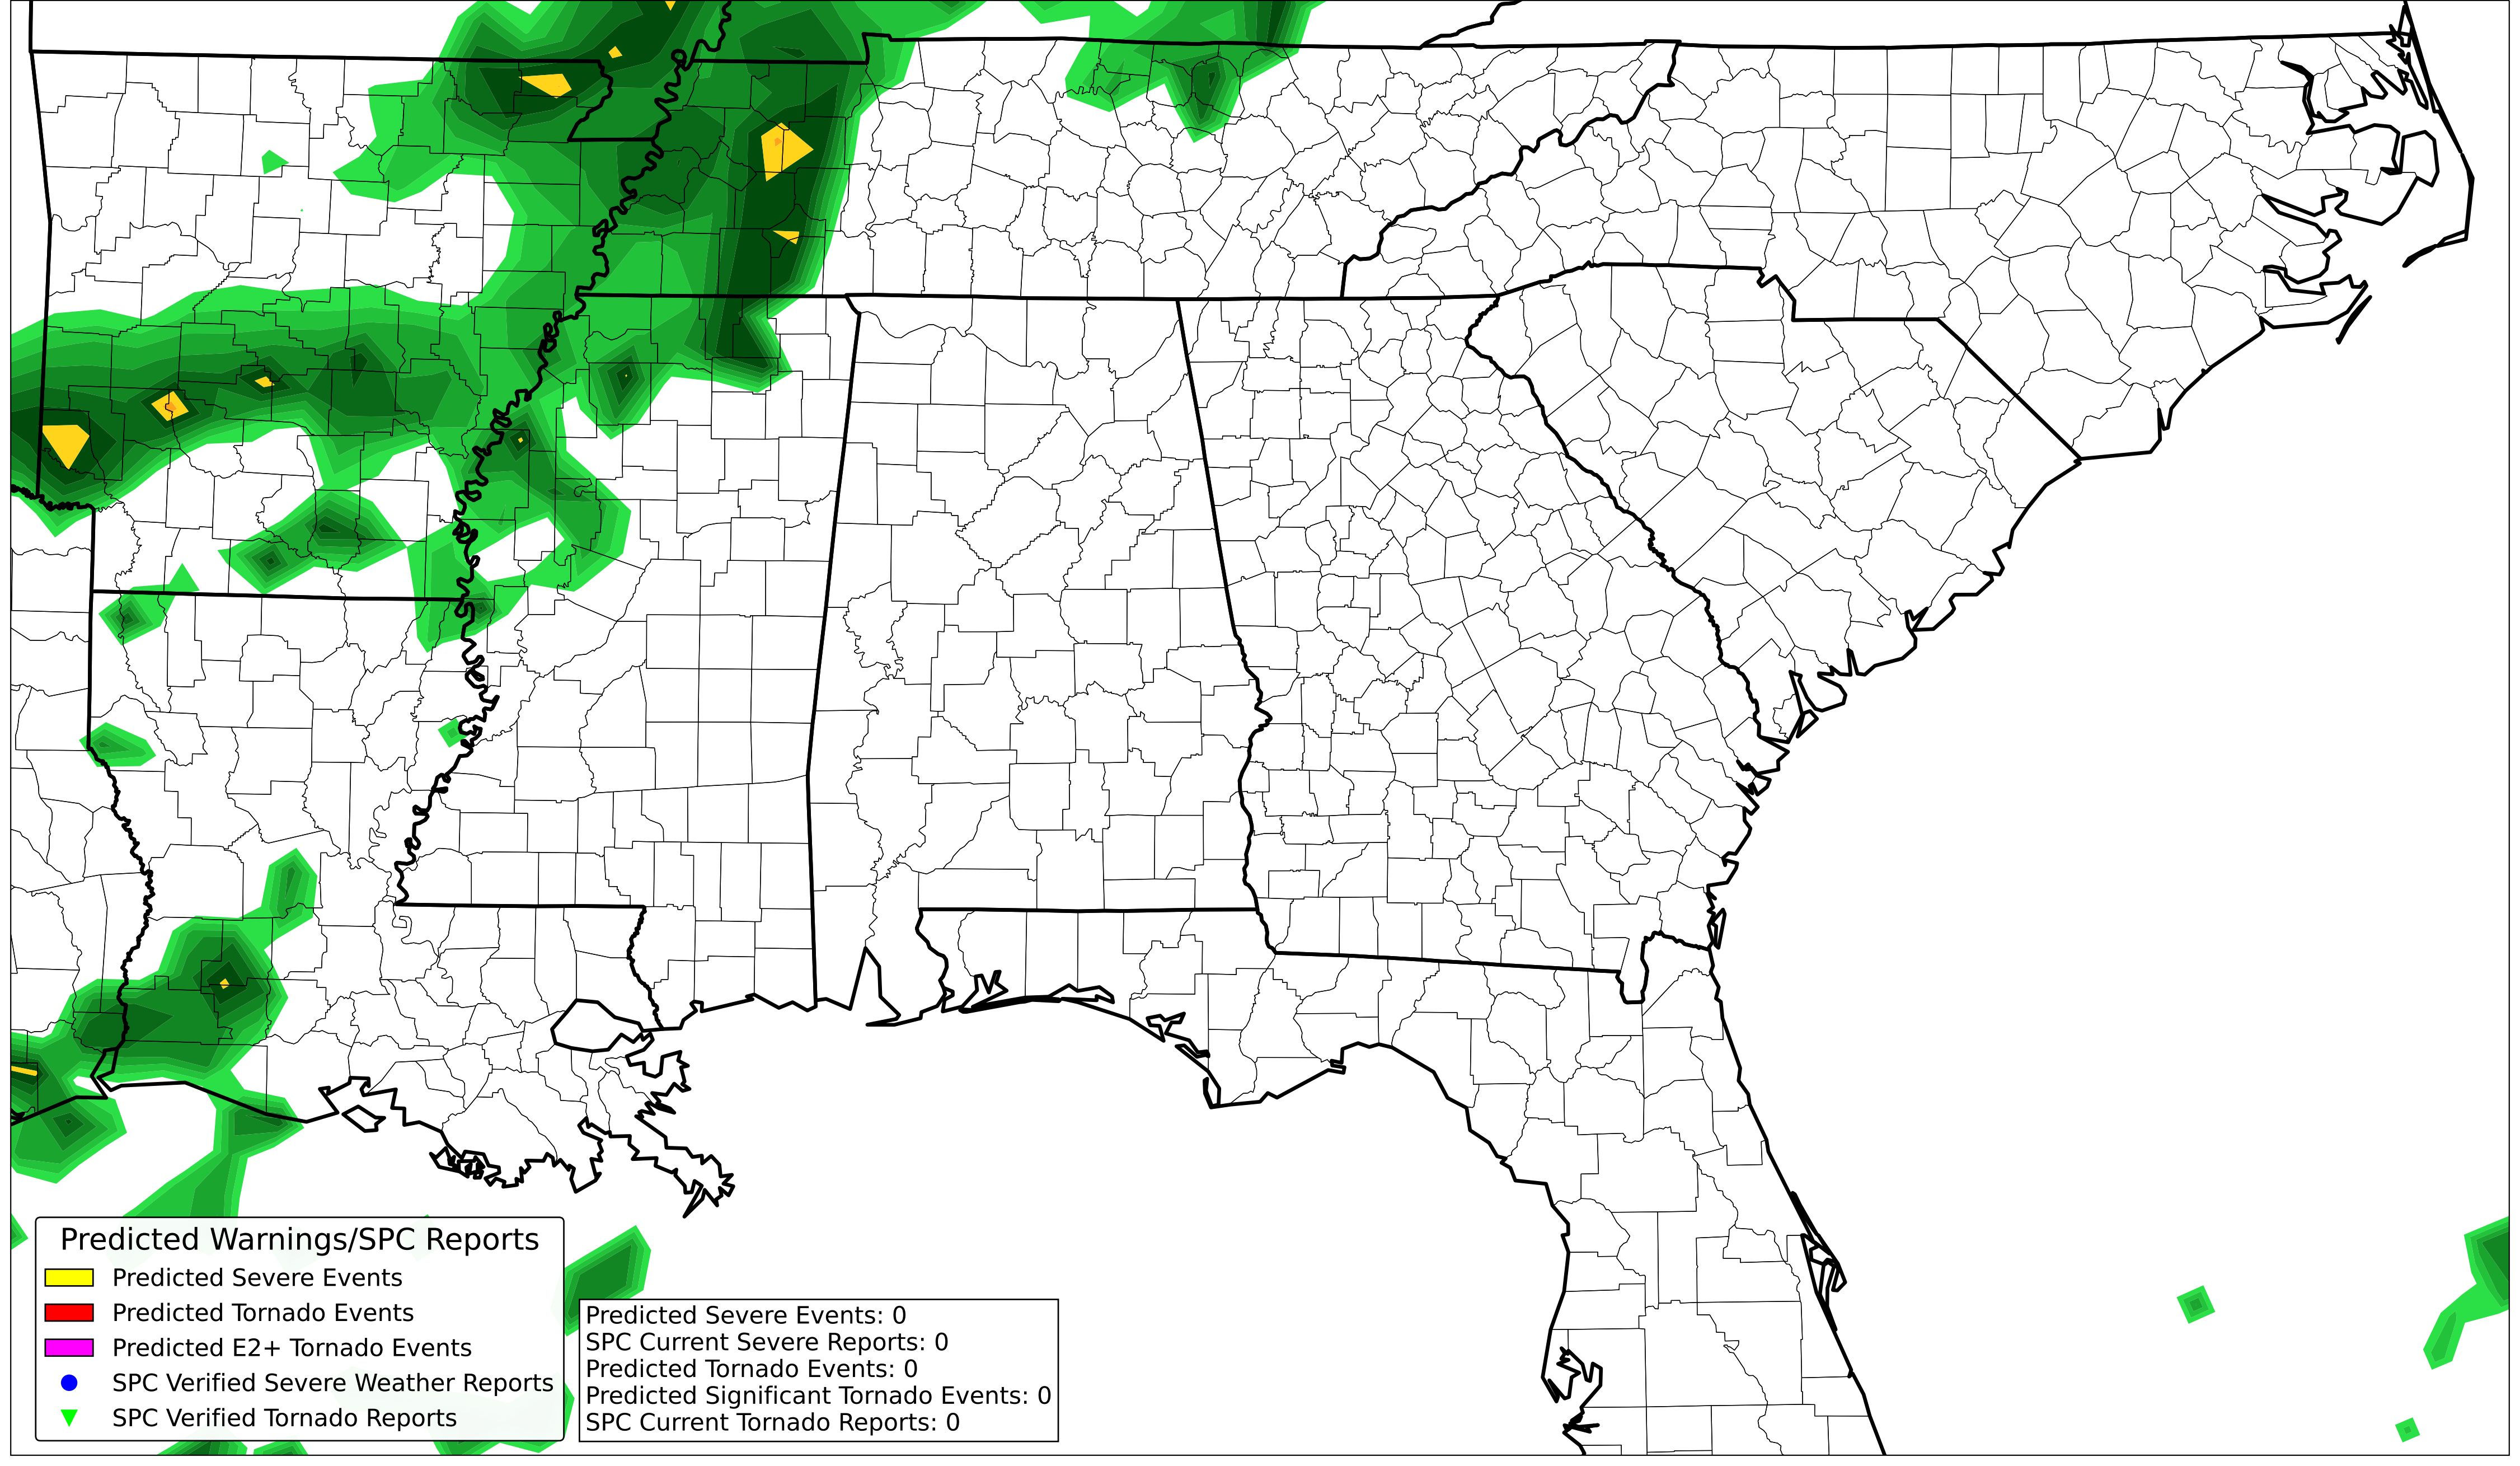 Predicted Warnings/SPC Reports
Predicted Severe Events
Predicted Tornado Events
Predicted E2+ Tornado Events
SPC Verified Severe Weather Reports
SPC Verified Tornado Reports
Predicted Severe Events: 0
SPC Current Severe Reports: 0
Predicted Tornado Events: 0
Predicted Significant Tornado Events: 0
SPC Current Tornado Reports: 0